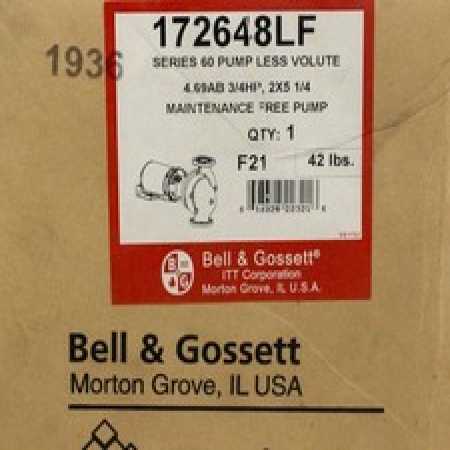 172648LF
1936
SERIES 60 PUMP LESS VOLUTE
4.69AB 3/4HP, 2X5 1/4
MAINTENANCE FREE PUMP
QTY: 1
F21 42 lbs.
B G
Bell & Gossett®
ITT Corporation
Morton Grove, IL U.S.A.
Bell & Gossett
Morton Grove, IL USA